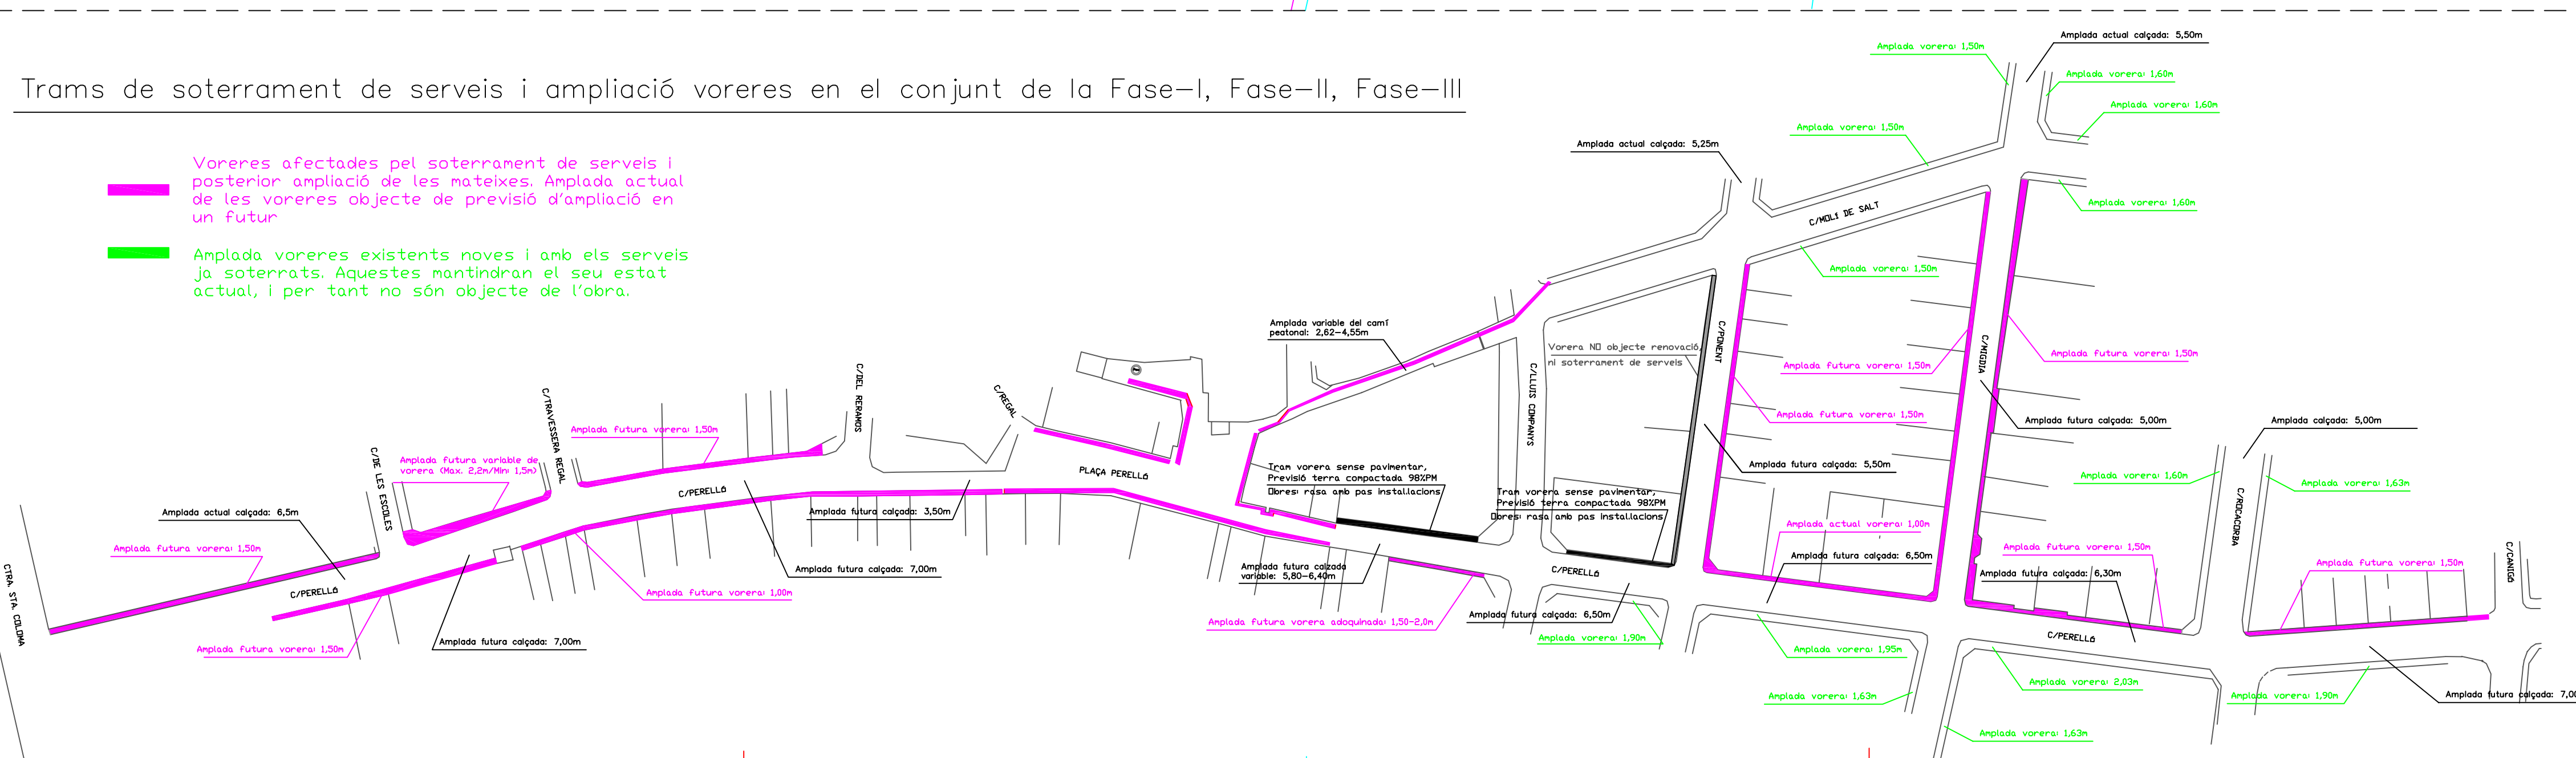 Trams de soterrament de serveis i ampliació voreres en el conjunt de la Fase-I, Fase-II, Fase-III
Voreres afectades pel soterrament de serveis i
posterior ampliació de les mateixes. Amplada actual
de les voreres objecte de previsió d'ampliació en
un futur
Amplada voreres existents noves i amb els serveis
ja soterrats. Aquestes mantindran el seu estat
actual, i per tant no són objecte de l'obra.
CTRA. STA. COLOMA
Amplada futura vorera: 1,50m
Amplada actual calçada: 6,5m
C/PERELLÓ
Amplada futura vorera: 1,50m
Amplada futura calçada: 7,00m
C/DE LES ESCOLES
Amplada futura variable de
vorera (Max. 2,2m/Min: 1,5m)
C/TRAVESSERA REGAL
Amplada futura vorera: 1,50m
C/PERELLÓ
Amplada futura vorera: 1,00m
Amplada futura calçada: 7,00m
C/DEL RERAMOS
Amplada futura calçada: 3,50m
C/REGAL
PLAÇA PERELLÓ
Amplada variable del camí
peatonal: 2,62-4,55m
Tram vorera sense pavimentar,
Previsió terra compactada 98%PM
Obres: rasa amb pas instal.lacions
Amplada futura calzada
variable: 5,80-6,40m
Amplada futura vorera adoquinada: 1,50-2,0m
C/LLUIS COMPANYS
Tram vorera sense pavimentar,
Previsió terra compactada 98%PM
Obres: rasa amb pas instal.lacions
Vorera NO objecte renovació,
ni soterrament de serveis
C/PERELLÓ
Amplada futura calçada: 6,50m
Amplada vorera: 1,90m
Amplada actual calçada: 5,25m
Amplada vorera: 1,50m
Amplada vorera: 1,50m
Amplada actual calçada: 5,50m
Amplada vorera: 1,60m
Amplada vorera: 1,60m
Amplada vorera: 1,60m
C/MOLÍ DE SALT
Amplada vorera: 1,50m
C/PONENT
Amplada futura vorera: 1,50m
Amplada futura vorera: 1,50m
Amplada futura calçada: 5,50m
C/MIGDIA
Amplada futura vorera: 1,50m
Amplada futura calçada: 5,00m
Amplada actual vorera: 1,00m
Amplada futura calçada: 6,50m
Amplada vorera: 1,95m
Amplada vorera: 1,63m
Amplada futura vorera: 1,50m
Amplada futura calçada: 6,30m
C/PERELLÓ
Amplada vorera: 2,03m
Amplada vorera: 1,63m
Amplada calçada: 5,00m
Amplada vorera: 1,60m
C/ROCACORBA
Amplada vorera: 1,63m
Amplada futura vorera: 1,50m
C/CANIGÓ
Amplada vorera: 1,90m
Amplada futura calçada: 7,00